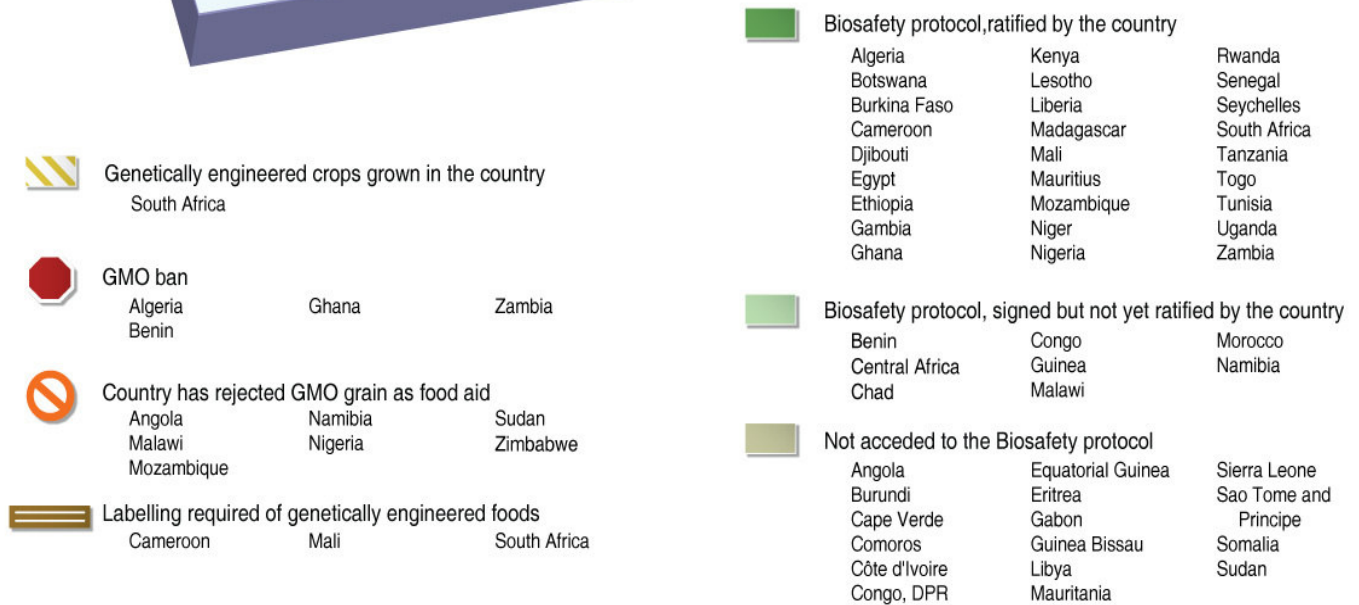 Genetically engineered crops grown in the country
South Africa
GMO ban
Algeria Ghana Zambia
Benin
Country has rejected GMO grain as food aid
Angola Namibia Sudan
Malawi Nigeria Zimbabwe
Mozambique
Labelling required of genetically engineered foods
Cameroon Mali South Africa
Biosafety protocol,ratified by the country
Algeria Kenya Rwanda
Botswana Lesotho Senegal
Burkina Faso Liberia Seychelles
Cameroon Madagascar South Africa
Djibouti Mali Tanzania
Egypt Mauritius Togo
Ethiopia Mozambique Tunisia
Gambia Niger Uganda
Ghana Nigeria Zambia
Biosafety protocol, signed but not yet ratified by the country
Benin Congo Morocco
Central Africa Guinea Namibia
Chad Malawi
Not acceded to the Biosafety protocol
Angola Equatorial Guinea Sierra Leone
Burundi Eritrea Sao Tome and
Cape Verde Gabon Principe
Comoros Guinea Bissau Somalia
Côte d'Ivoire Libya Sudan
Congo, DPR Mauritania